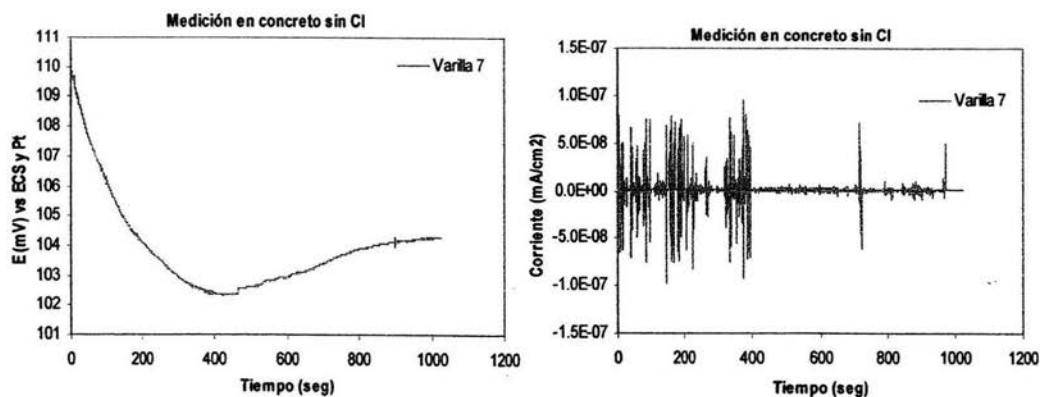 Medición en concreto sin Cl
111
110
109
108
107
106
105
104
103
102
101
E (mV) vs ECS y Pt
Varilla 7
0
200
400
600
800
1000
1200
Tiempo (seg)
Medición en concreto sin Cl
1.5E-07
1.0E-07
5.0E-08
0.0E+00
-5.0E-08
-1.0E-07
-1.5E-07
Corriente (mA/cm2)
Varilla 7
0
200
400
600
800
1000
1200
Tiempo (seg)